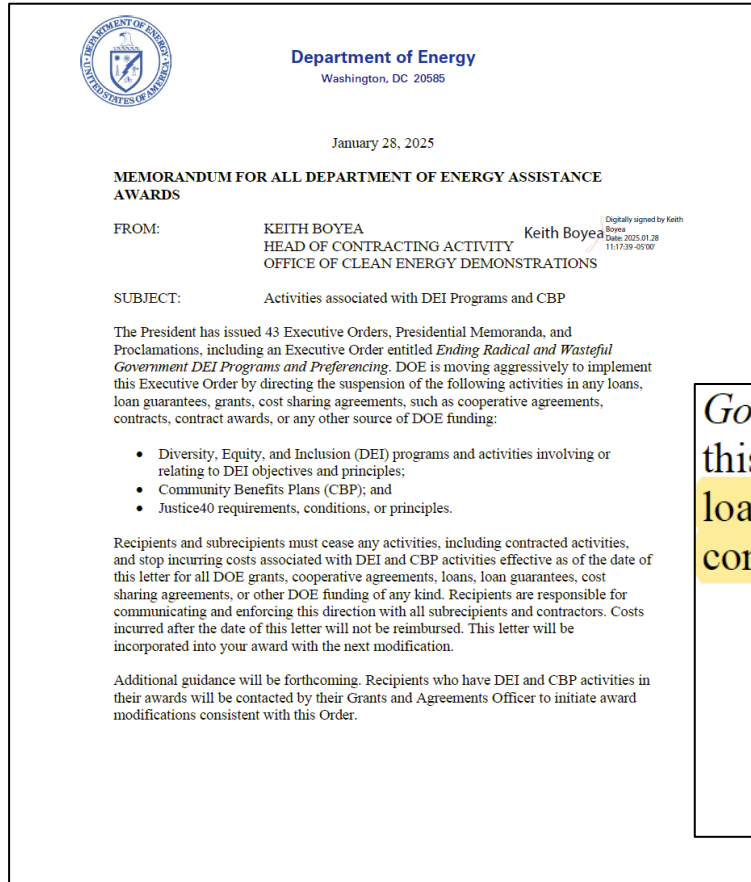 DEPARTMENT OF ENERGY
UNITED STATES OF AMERICA
Department of Energy
Washington, DC 20585
January 28, 2025
MEMORANDUM FOR ALL DEPARTMENT OF ENERGY ASSISTANCE
AWARDS
FROM: KEITH BOYEA
HEAD OF CONTRACTING ACTIVITY
OFFICE OF CLEAN ENERGY DEMONSTRATIONS
Keith Boyea
Digitally signed by Keith
Boyea
Date: 2025.01.28
11:17:39 -05'00'
SUBJECT: Activities associated with DEI Programs and CBP
The President has issued 43 Executive Orders, Presidential Memoranda, and
Proclamations, including an Executive Order entitled Ending Radical and Wasteful
Government DEI Programs and Preferencing. DOE is moving aggressively to implement
this Executive Order by directing the suspension of the following activities in any loans,
loan guarantees, grants, cost sharing agreements, such as cooperative agreements,
contracts, contract awards, or any other source of DOE funding:
• Diversity, Equity, and Inclusion (DEI) programs and activities involving or
relating to DEI objectives and principles;
• Community Benefits Plans (CBP); and
• Justice40 requirements, conditions, or principles.
Recipients and subrecipients must cease any activities, including contracted activities,
and stop incurring costs associated with DEI and CBP activities effective as of the date of
this letter for all DOE grants, cooperative agreements, loans, loan guarantees, cost
sharing agreements, or other DOE funding of any kind. Recipients are responsible for
communicating and enforcing this direction with all subrecipients and contractors. Costs
incurred after the date of this letter will not be reimbursed. This letter will be
incorporated into your award with the next modification.
Additional guidance will be forthcoming. Recipients who have DEI and CBP activities in
their awards will be contacted by their Grants and Agreements Officer to initiate award
modifications consistent with this Order.
Go
this
loa
con